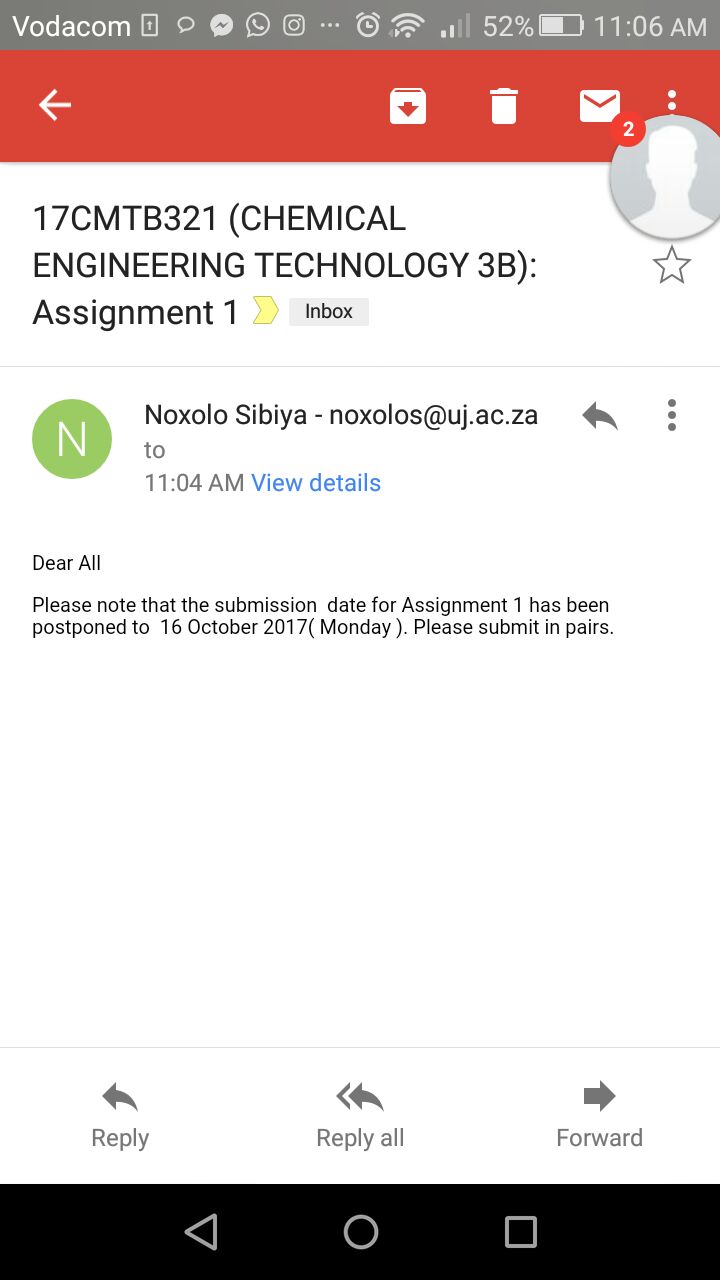 Vodacom 52% 11:06 AM
2
17CMTB321 (CHEMICAL
ENGINEERING TECHNOLOGY 3B):
Assignment 1 Inbox
N
Noxolo Sibiya - noxolos@uj.ac.za
to
11:04 AM View details
Dear All
Please note that the submission  date for Assignment 1 has been
postponed to  16 October 2017( Monday ). Please submit in pairs.
Reply Reply all Forward